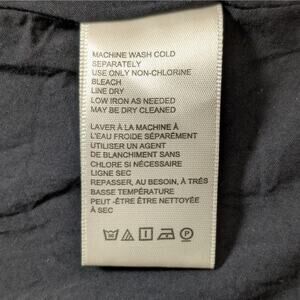 MACHINE WASH COLD
SEPARATELY
USE ONLY NON-CHLORINE
BLEACH
LINE DRY
LOW IRON AS NEEDED
MAY BE DRY CLEANED
LAVER À LA MACHINE À
L'EAU FROIDE SÉPARÉMENT
UTILISER UN AGENT
DE BLANCHIMENT SANS
CHLORE SI NÉCESSAIRE
LIGNE SEC
REPASSER, AU BESOIN, À TRÉS
BASSE TEMPÉRATURE
PEUT -ÊTRE ÊTRE NETTOYÉE
À SEC